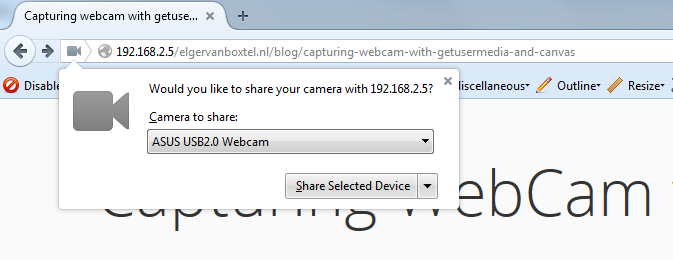 Capturing webcam with getuse...
192.168.2.5/elgervanboxtel.nl/blog/capturing-webcam-with-getusermedia-and-canvas
Disable
Miscellaneous
Outline
Resize
Would you like to share your camera with 192.168.2.5?
Camera to share:
ASUS USB2.0 Webcam
Share Selected Device
Capturing WebCam